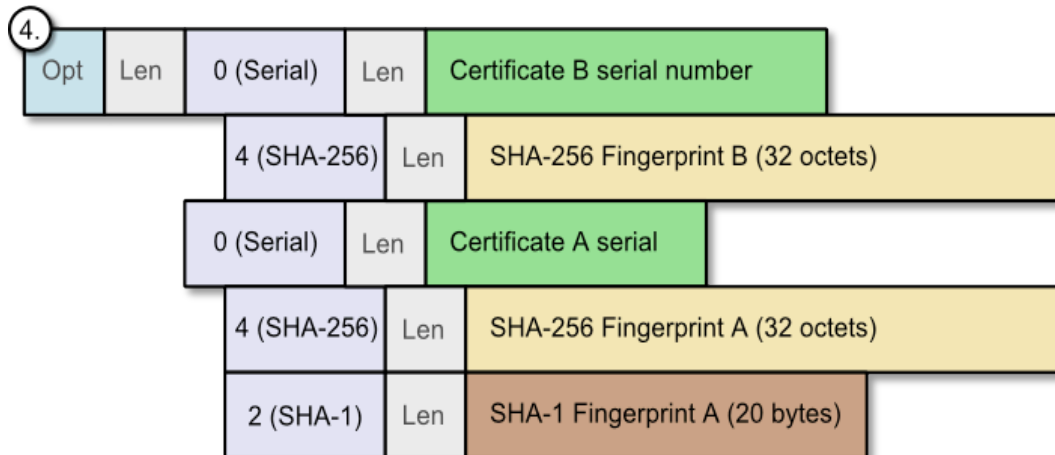 4.
Opt Len 0 (Serial) Len Certificate B serial number
4 (SHA-256) Len SHA-256 Fingerprint B (32 octets)
0 (Serial) Len Certificate A serial
4 (SHA-256) Len SHA-256 Fingerprint A (32 octets)
2 (SHA-1) Len SHA-1 Fingerprint A (20 bytes)